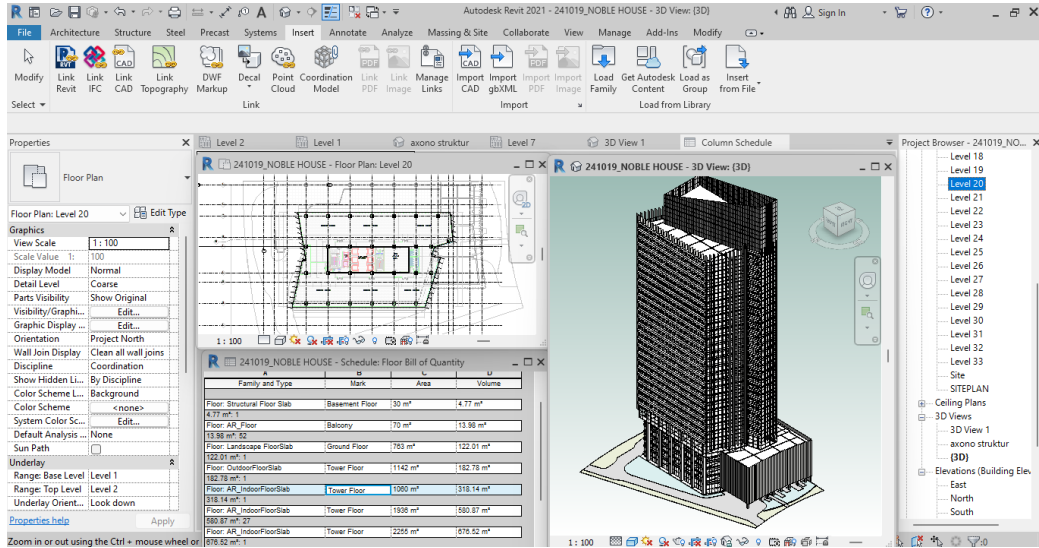 Autodesk Revit 2021 - 241019_NOBLE HOUSE - 3D View: {3D}
Sign In
File Architecture Structure Steel Precast Systems Insert Annotate Analyze Massing & Site Collaborate View Manage Add-Ins Modify
Modify Link Revit Link IFC Link CAD Link Topography DWF Markup Decal Point Cloud Coordination Model Link PDF Link Image Manage Links Import CAD Import gbXML Import PDF Import Image Load Family Get Autodesk Content Load as Group Insert from File
Select Link Import Load from Library
Properties
Level 2 Level 1 axono struktur Level 7 3D View 1 Column Schedule
Project Browser - 241019_NO...
Floor Plan
Floor Plan: Level 20 Edit Type
Graphics
View Scale 1 : 100
Scale Value 1: 100
Display Model Normal
Detail Level Coarse
Parts Visibility Show Original
Visibility/Graphi... Edit...
Graphic Display ... Edit...
Orientation Project North
Wall Join Display Clean all wall joins
Discipline Coordination
Show Hidden Li... By Discipline
Color Scheme L... Background
Color Scheme <none>
System Color Sc... Edit...
Default Analysis ... None
Sun Path
Underlay
Range: Base Level Level 1
Range: Top Level Level 2
Underlay Orient... Look down
Properties help Apply
Zoom in or out using the Ctrl + mouse wheel or
241019_NOBLE HOUSE - Floor Plan: Level 20
1 : 100
241019_NOBLE HOUSE - Schedule: Floor Bill of Quantity
A B C D
Family and Type Mark Area Volume
Floor: Structural Floor Slab Basement Floor 30 m² 4.77 m³
4.77 m³: 1
Floor: AR_Floor Balcony 70 m² 13.98 m³
13.98 m³: 52
Floor: Landscape FloorSlab Ground Floor 763 m² 122.01 m³
122.01 m³: 1
Floor: OutdoorFloorSlab Tower Floor 1142 m² 182.78 m³
182.78 m³: 1
Floor: AR_IndoorFloorSlab Tower Floor 1060 m² 318.14 m³
318.14 m³: 1
Floor: AR_IndoorFloorSlab Tower Floor 1936 m² 580.87 m³
580.87 m³: 27
Floor: AR_IndoorFloorSlab Tower Floor 2255 m² 676.52 m³
676.52 m³: 1
241019_NOBLE HOUSE - 3D View: {3D}
1 : 100
Level 18
Level 19
Level 20
Level 21
Level 22
Level 23
Level 24
Level 25
Level 26
Level 27
Level 28
Level 29
Level 30
Level 31
Level 32
Level 33
Site
SITEPLAN
Ceiling Plans
3D Views
3D View 1
axono struktur
{3D}
Elevations (Building Elev
East
North
South
:0